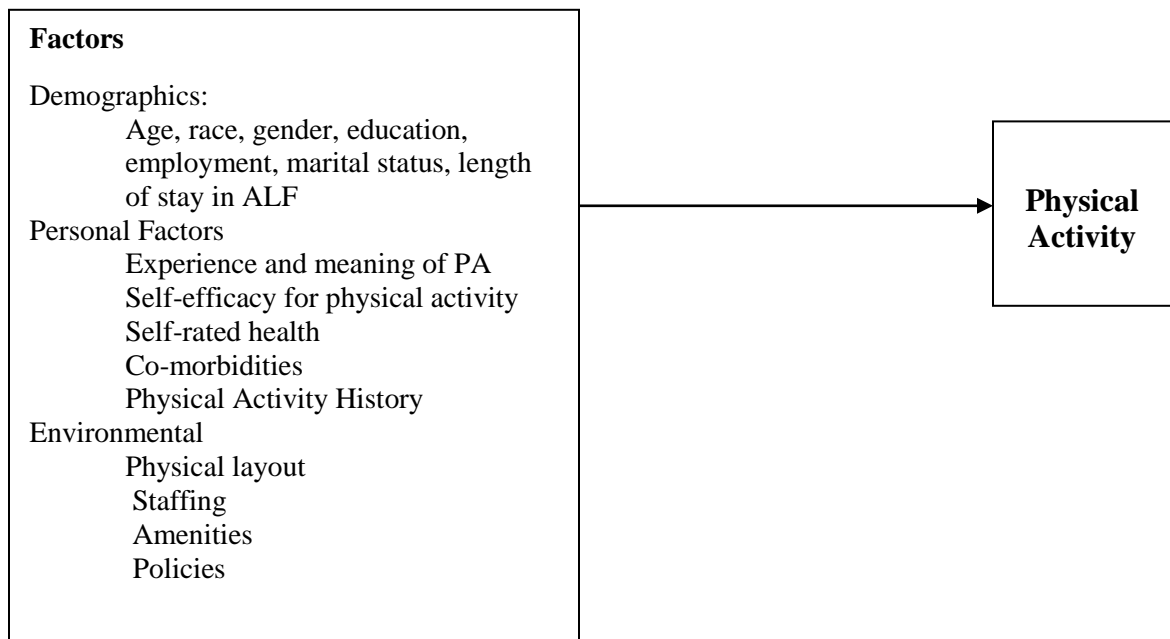 Factors
Demographics:
Age, race, gender, education,
employment, marital status, length
of stay in ALF
Personal Factors
Experience and meaning of PA
Self-efficacy for physical activity
Self-rated health
Co-morbidities
Physical Activity History
Environmental
Physical layout
Staffing
Amenities
Policies
Physical
Activity